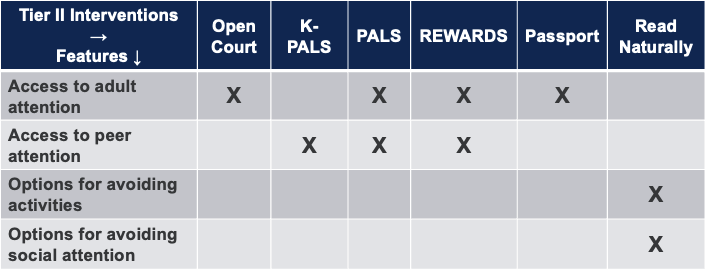 Tier II Interventions
→
Features ↓
Open
Court
K-
PALS
PALS
REWARDS
Passport
Read
Naturally
Access to adult
attention
X
X
X
X
Access to peer
attention
X
X
X
Options for avoiding
activities
X
Options for avoiding
social attention
X